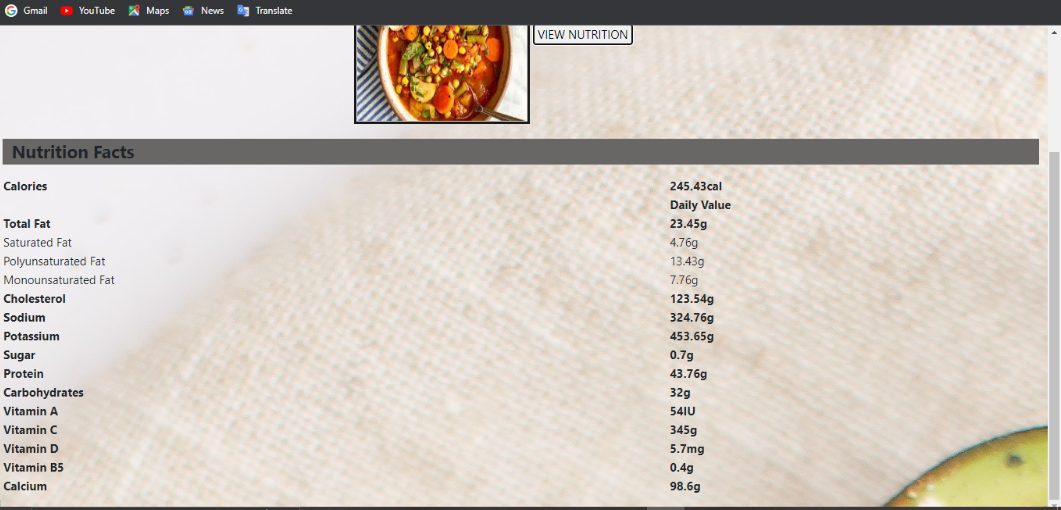 Gmail YouTube Maps News Translate
VIEW NUTRITION
Nutrition Facts
Calories 245.43cal
Daily Value
Total Fat 23.45g
Saturated Fat 4.76g
Polyunsaturated Fat 13.43g
Monounsaturated Fat 7.76g
Cholesterol 123.54g
Sodium 324.76g
Potassium 453.65g
Sugar 0.7g
Protein 43.76g
Carbohydrates 32g
Vitamin A 54IU
Vitamin C 345g
Vitamin D 5.7mg
Vitamin B5 0.4g
Calcium 98.6g